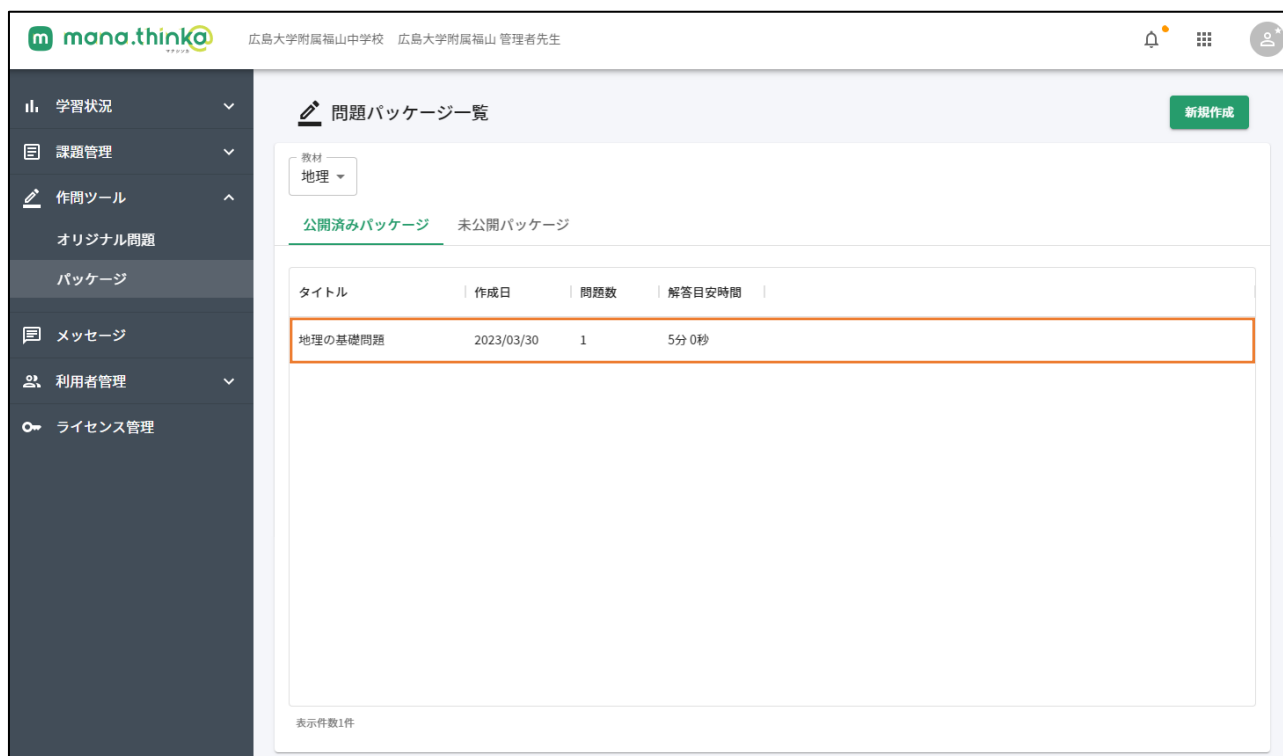 m mana.think@ 広島大学附属福山中学校 広島大学附属福山 管理者先生
マナシンカ
学習状況
課題管理
作問ツール
オリジナル問題
パッケージ
メッセージ
利用者管理
ライセンス管理
問題パッケージ一覧
新規作成
教材
地理
公開済みパッケージ 未公開パッケージ
タイトル 作成日 問題数 解答目安時間
地理の基礎問題 2023/03/30 1 5分 0秒
表示件数1件